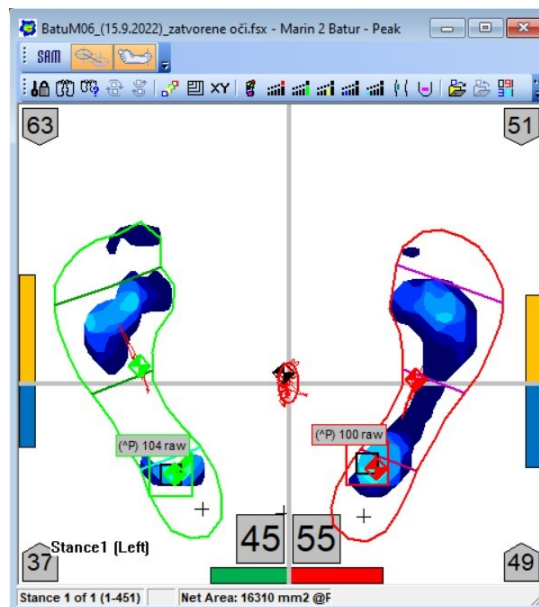 BatuM06_(15.9.2022)_zatvorene oči.fsx - Marin 2 Batur - Peak
SAM
XY
63
51
(^P) 104 raw
(^P) 100 raw
45
55
Stance1 (Left)
37
49
Stance 1 of 1 (1-451)
Net Area: 16310 mm2 @F